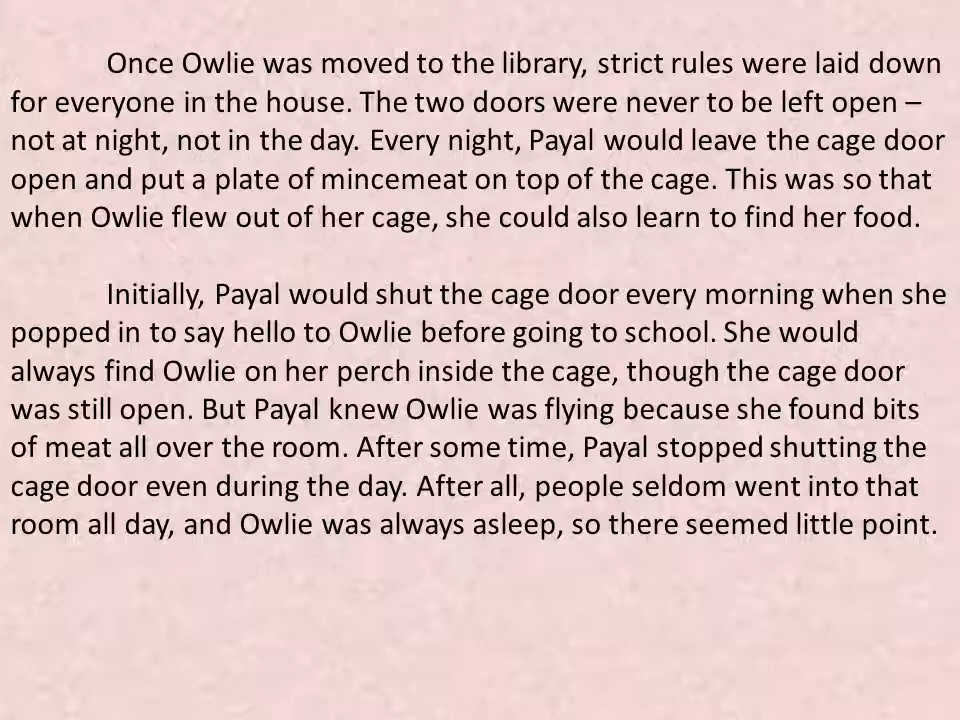 Once Owlie was moved to the library, strict rules were laid down
for everyone in the house. The two doors were never to be left open –
not at night, not in the day. Every night, Payal would leave the cage door
open and put a plate of mincemeat on top of the cage. This was so that
when Owlie flew out of her cage, she could also learn to find her food.
Initially, Payal would shut the cage door every morning when she
popped in to say hello to Owlie before going to school. She would
always find Owlie on her perch inside the cage, though the cage door
was still open. But Payal knew Owlie was flying because she found bits
of meat all over the room. After some time, Payal stopped shutting the
cage door even during the day. After all, people seldom went into that
room all day, and Owlie was always asleep, so there seemed little point.